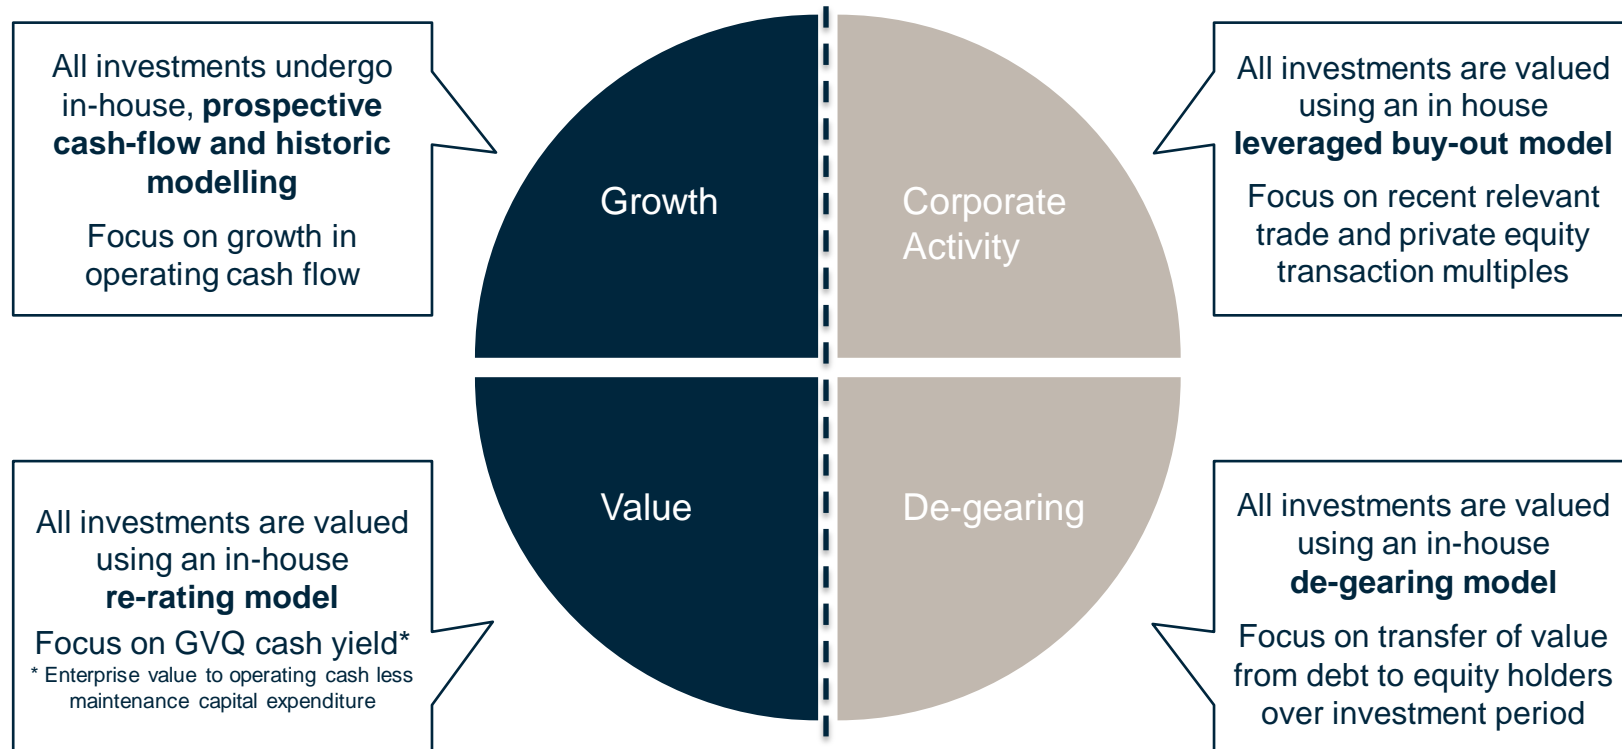 All investments undergo
in-house, prospective
cash-flow and historic
modelling
Focus on growth in
operating cash flow
Growth
Corporate
Activity
All investments are valued
using an in house
leveraged buy-out model
Focus on recent relevant
trade and private equity
transaction multiples
All investments are valued
using an in-house
re-rating model
Focus on GVQ cash yield*
* Enterprise value to operating cash less
maintenance capital expenditure
Value
De-gearing
All investments are valued
using an in-house
de-gearing model
Focus on transfer of value
from debt to equity holders
over investment period